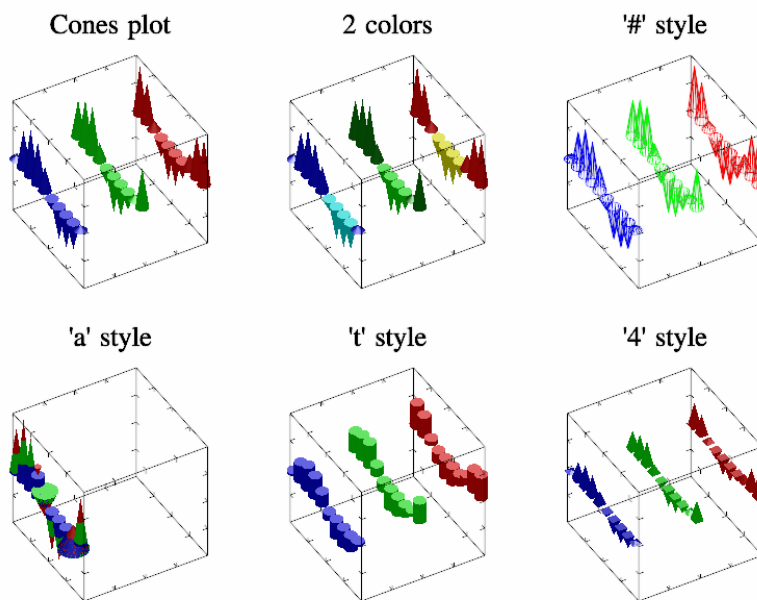 Cones plot
2 colors
'#' style
'a' style
't' style
'4' style